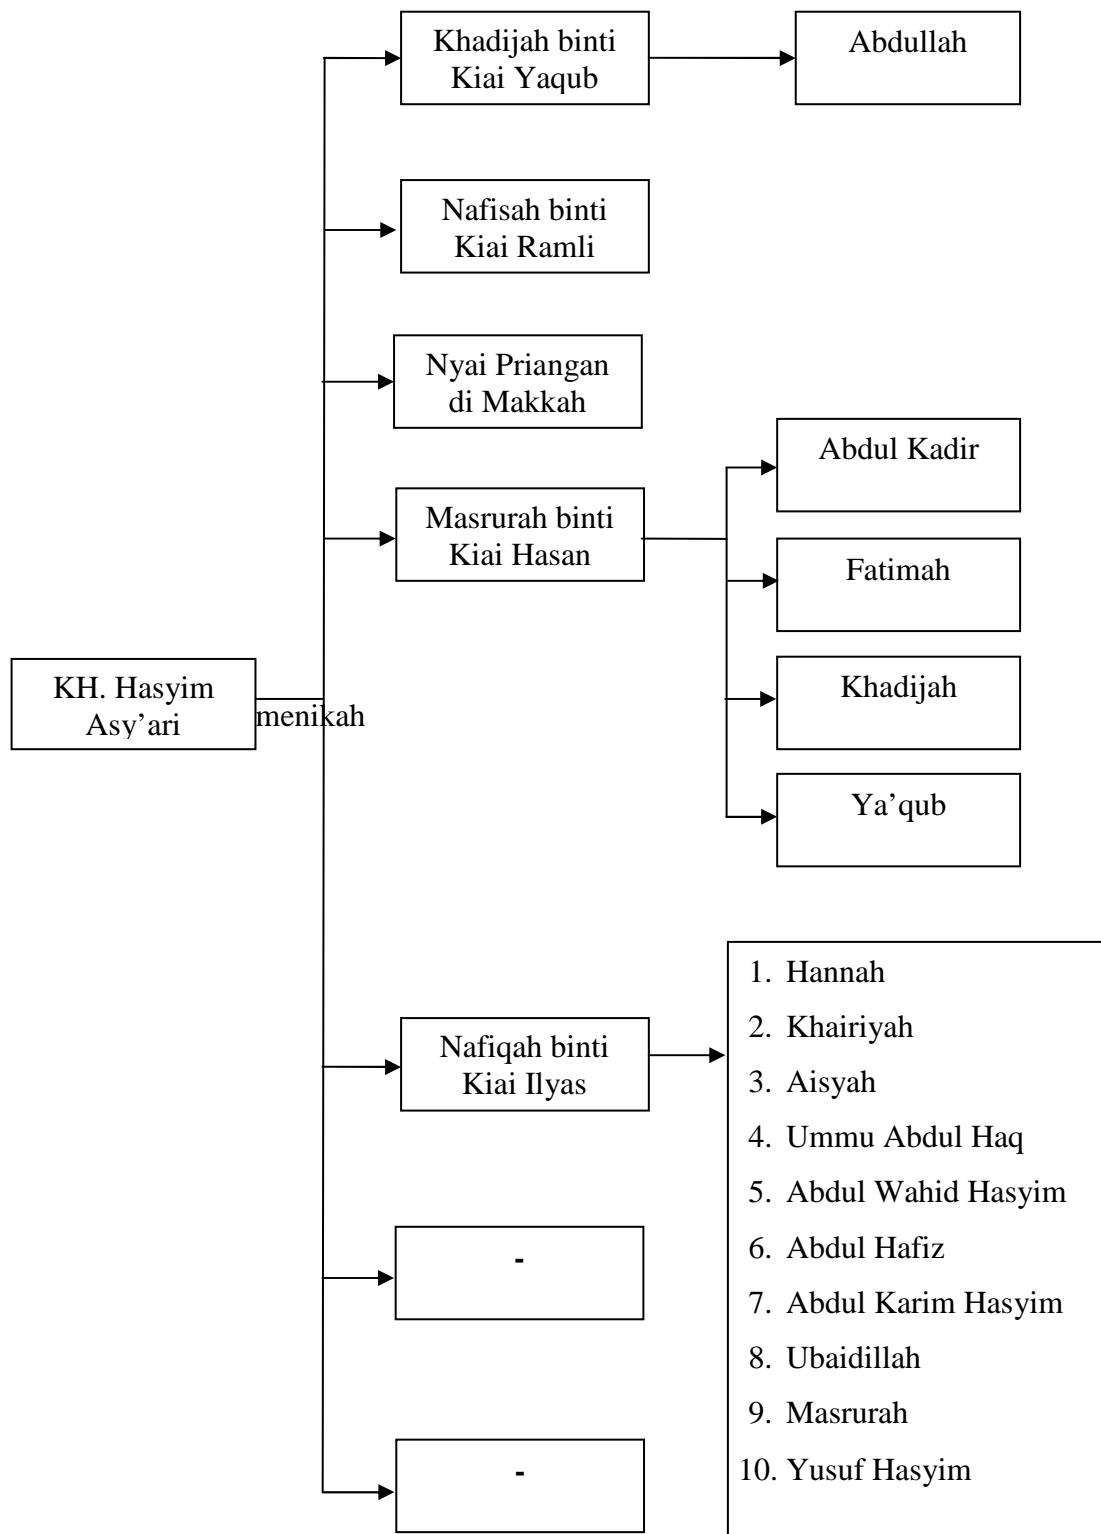 Khadijah binti
Kiai Yaqub
Abdullah
Nafisah binti
Kiai Ramli
Nyai Priangan
di Makkah
Abdul Kadir
Masrurah binti
Kiai Hasan
Fatimah
Khadijah
KH. Hasyim
Asy’ari
menikah
Ya’qub
Nafiqah binti
Kiai Ilyas
1. Hannah
2. Khairiyah
3. Aisyah
4. Ummu Abdul Haq
5. Abdul Wahid Hasyim
6. Abdul Hafiz
7. Abdul Karim Hasyim
8. Ubaidillah
9. Masrurah
10. Yusuf Hasyim
-
-